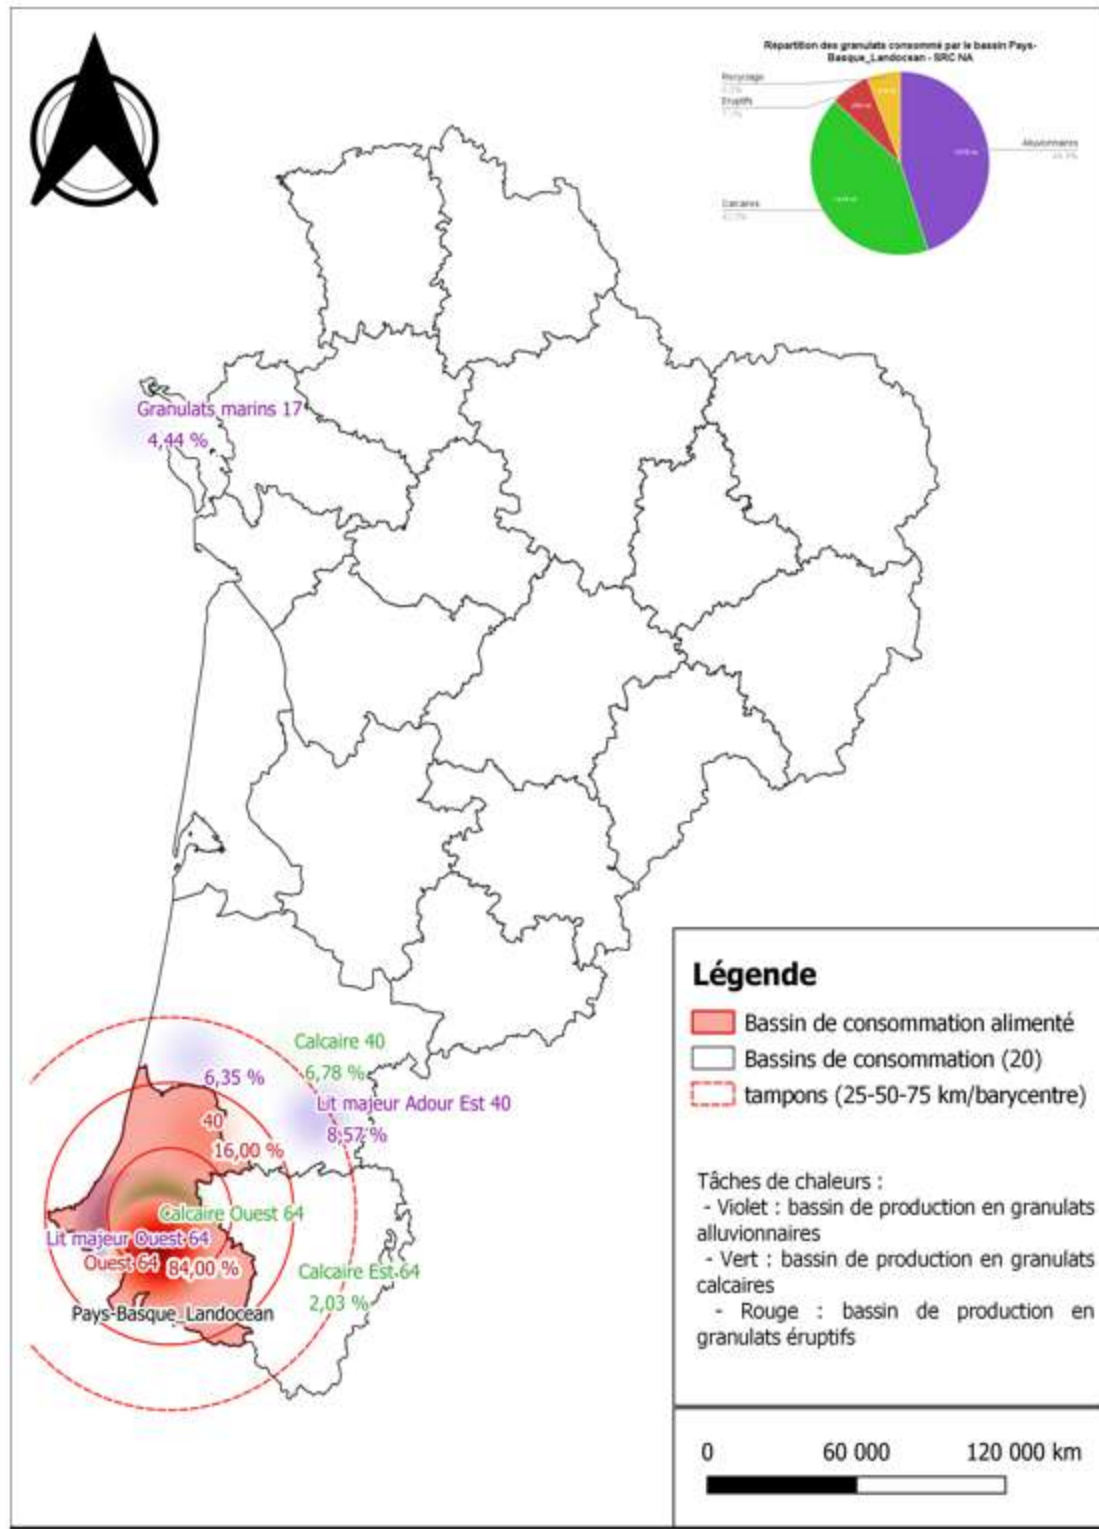 Répartition des granulats consommé par le bassin Pays-
Basque_Landocean - SRC NA
Recyclage
Eruptifs
Alluvionnaires
Calcaires
Granulats marins 17
4,44 %
Calcaire 40
6,78 %
6,35 %
Lit majeur Adour Est 40
8,57 %
40
16,00 %
Calcaire Ouest 64
Lit majeur Ouest 64
Ouest 64
84,00 %
Calcaire Est 64
2,03 %
Pays-Basque_Landocean
Légende
Bassin de consommation alimenté
Bassins de consommation (20)
tampons (25-50-75 km/barycentre)
Tâches de chaleurs :
- Violet : bassin de production en granulats
alluvionnaires
- Vert : bassin de production en granulats
calcaires
- Rouge : bassin de production en
granulats éruptifs
0 60 000 120 000 km